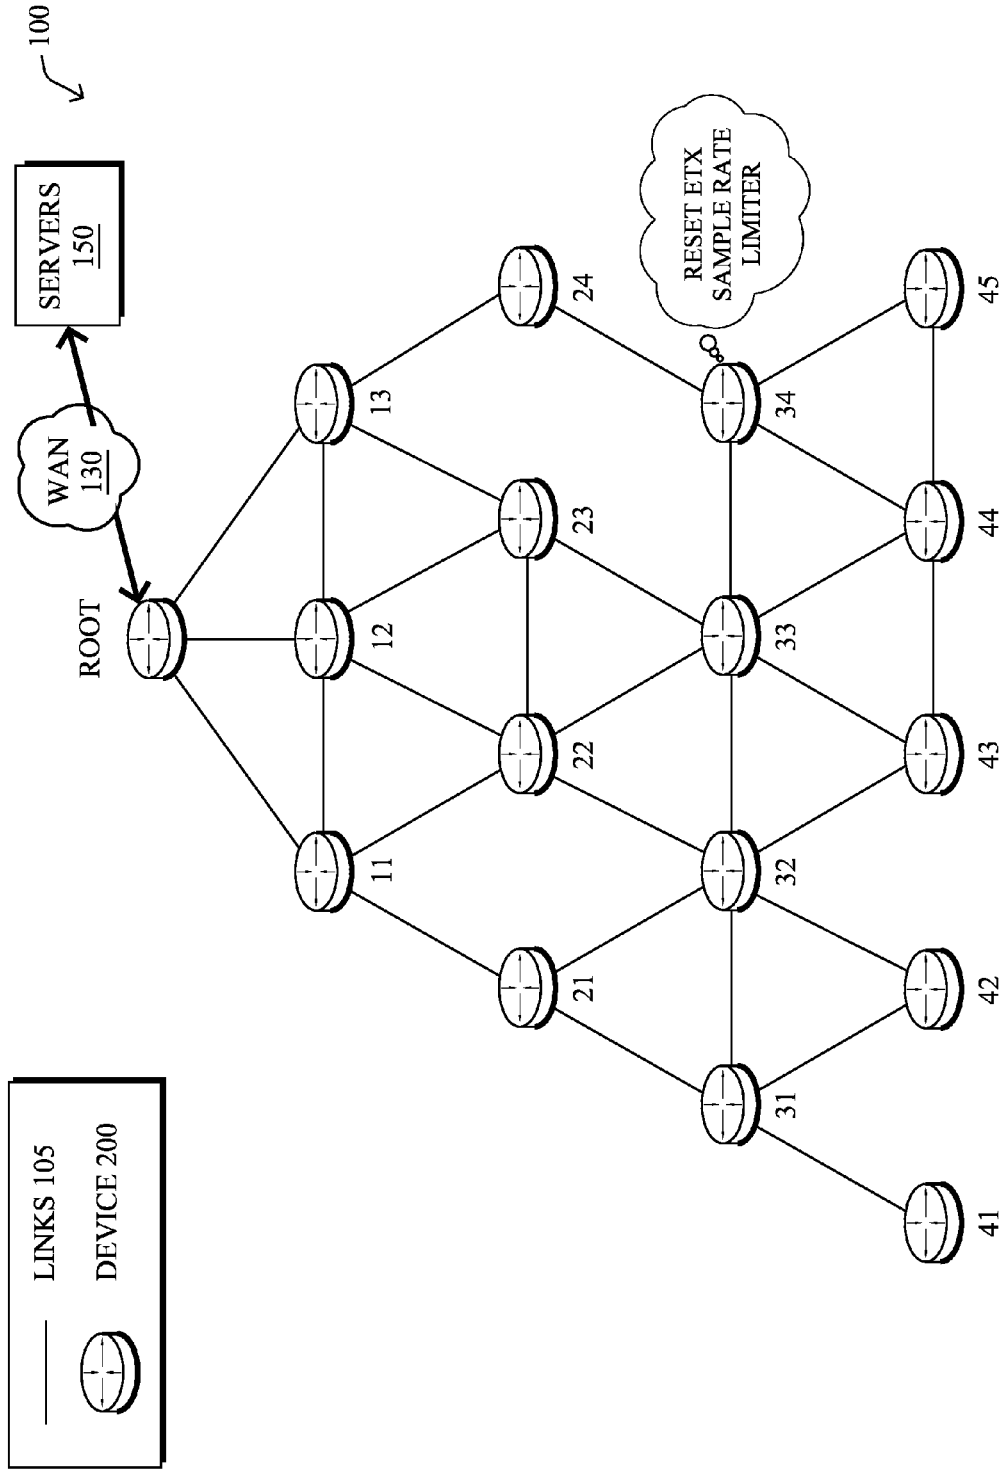 100
SERVERS
150
WAN
130
ROOT
LINKS 105
DEVICE 200
11
12
13
21
22
23
24
RESET ETX
SAMPLE RATE
LIMITER
31
32
33
34
41
42
43
44
45